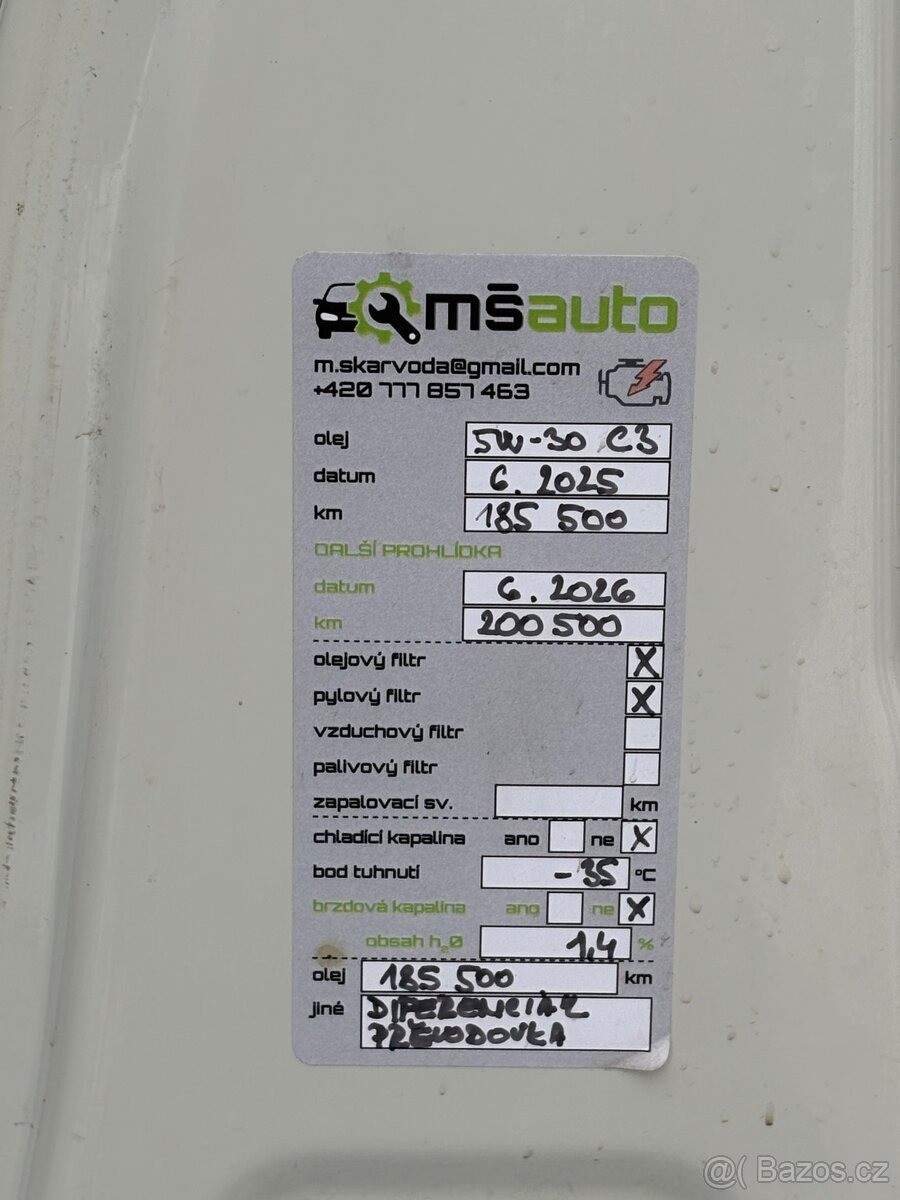 mšauto
m.skarvoda@gmail.com
+420 777 857 463
olej 5W-30 C3
datum 6. 2025
km 185 500
DALŠÍ PROHLÍDKA
datum 6. 2026
km 200 500
olejový filtr X
pylový filtr X
vzduchový filtr
palivový filtr
zapalovací sv. km
chladící kapalina ano ne X
bod tuhnutí -35 °C
brzdová kapalina ano ne X
obsah h₂0 1,4 %
olej 185 500 km
jiné DIFERENCIÁL
PŘEVODOVKA
@( Bazos.cz